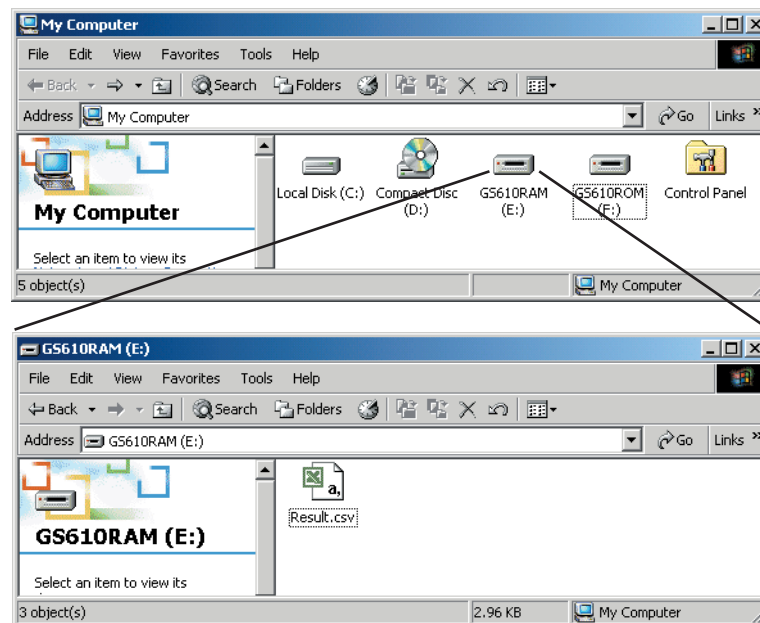 My Computer
File Edit View Favorites Tools Help
Back Search Folders
Address My Computer Go Links »
My Computer
Select an item to view its
Local Disk (C:) Compact Disc (D:) GS610RAM (E:) GS610ROM (F:) Control Panel
5 object(s) My Computer
GS610RAM (E:)
File Edit View Favorites Tools Help
Back Search Folders
Address GS610RAM (E:) Go Links »
GS610RAM (E:)
Select an item to view its
a,
Result.csv
3 object(s) 2.96 KB My Computer